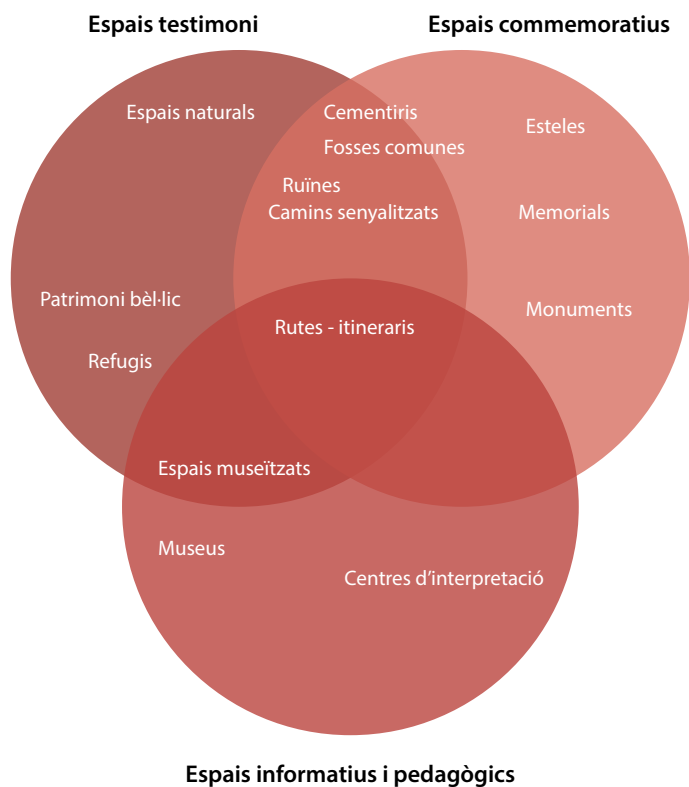 Espais testimoni
Espais commemoratius
Espais naturals
Cementiris
Esteles
Fosses comunes
Ruïnes
Camins senyalitzats
Memorials
Patrimoni bèl·lic
Monuments
Rutes - itineraris
Refugis
Espais museïtzats
Museus
Centres d’interpretació
Espais informatius i pedagògics